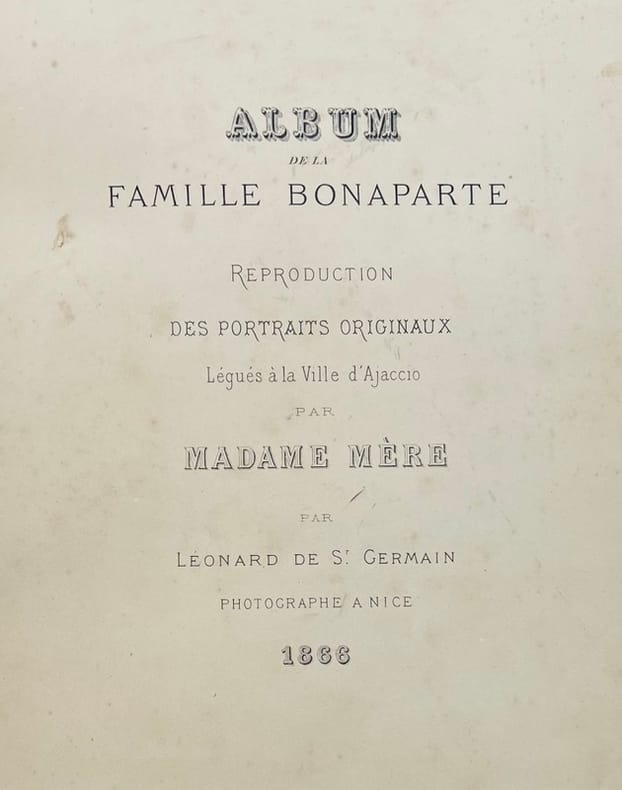 ALBUM
DE LA
FAMILLE BONAPARTE
REPRODUCTION
DES PORTRAITS ORIGINAUX
Légués à la Ville d'Ajaccio
PAR
MADAME MÈRE
PAR
LÉONARD DE St GERMAIN
PHOTOGRAPHE A NICE
1866